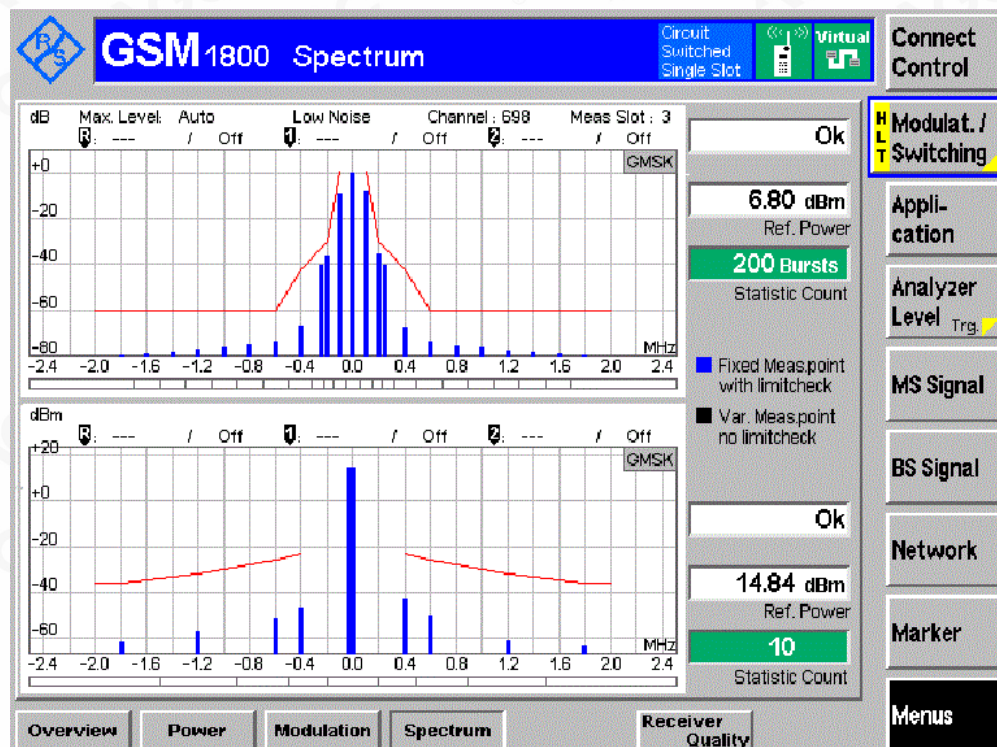 R/S
GSM 1800 Spectrum
Circuit Switched Single Slot
Virtual
Connect Control
dB Max. Level: Auto Low Noise Channel : 698 Meas Slot : 3
R : --- / Off 1 : --- / Off 2 : --- / Off
GMSK
+0
-20
-40
-60
-80
MHz
-2.4 -2.0 -1.6 -1.2 -0.8 -0.4 0.0 0.4 0.8 1.2 1.6 2.0 2.4
Ok
6.80 dBm
Ref. Power
200 Bursts
Statistic Count
Fixed Meas.point
with limitcheck
Var. Meas.point
no limitcheck
dBm
R : --- / Off 1 : --- / Off 2 : --- / Off
GMSK
+20
+0
-20
-40
-60
MHz
-2.4 -2.0 -1.6 -1.2 -0.8 -0.4 0.0 0.4 0.8 1.2 1.6 2.0 2.4
Ok
14.84 dBm
Ref. Power
10
Statistic Count
HLT
Modulat. /
Switching
Appli-
cation
Analyzer
Level Trg.
MS Signal
BS Signal
Network
Marker
Menus
Overview Power Modulation Spectrum Receiver
Quality